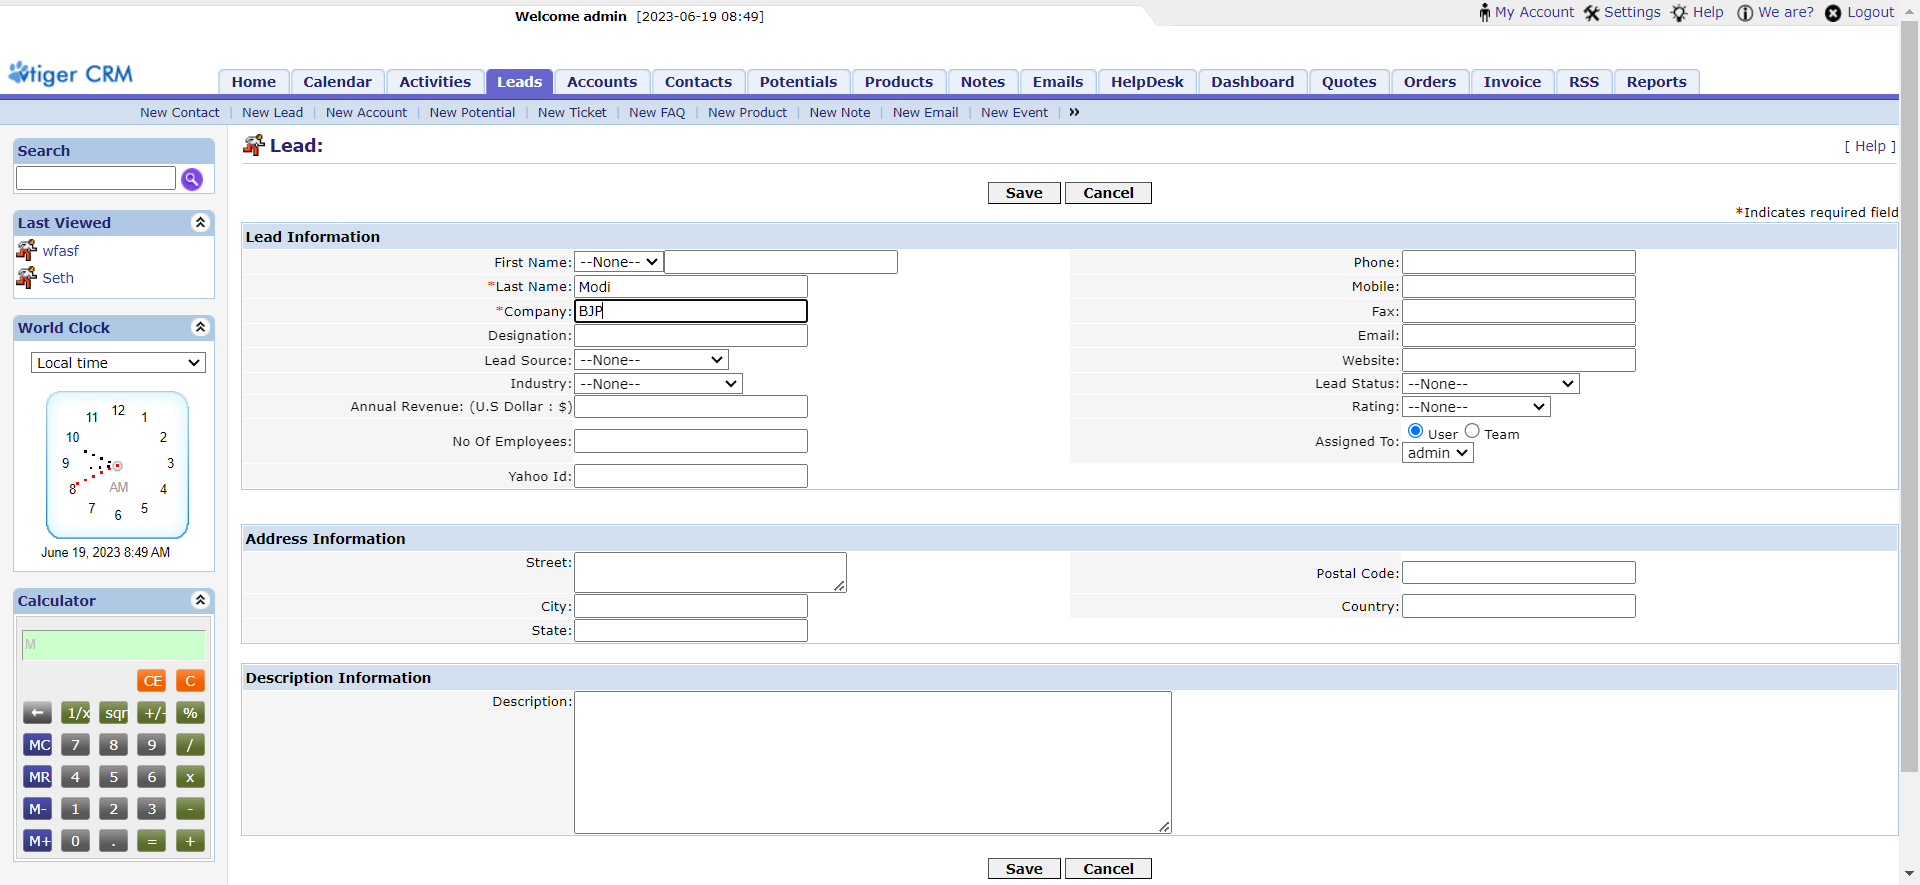 Welcome admin [2023-06-19 08:49]
My Account Settings Help We are? Logout
vtiger CRM
Home Calendar Activities Leads Accounts Contacts Potentials Products Notes Emails HelpDesk Dashboard Quotes Orders Invoice RSS Reports
New Contact | New Lead | New Account | New Potential | New Ticket | New FAQ | New Product | New Note | New Email | New Event | »
Search
Last Viewed
wfasf
Seth
World Clock
Local time
12
11 1
10 2
9 3
8 4
AM
7 5
6
June 19, 2023 8:49 AM
Calculator
M
CE C
← 1/x sqr +/- %
MC 7 8 9 /
MR 4 5 6 x
M- 1 2 3 -
M+ 0 . = +
Lead:
[ Help ]
Save Cancel
*Indicates required field
Lead Information
First Name: --None-- Phone:
*Last Name: Modi Mobile:
*Company: BJP Fax:
Designation: Email:
Lead Source: --None-- Website:
Industry: --None-- Lead Status: --None--
Annual Revenue: (U.S Dollar : $) Rating: --None--
No Of Employees: Assigned To: User Team
admin
Yahoo Id:
Address Information
Street: Postal Code:
City: Country:
State:
Description Information
Description:
Save Cancel